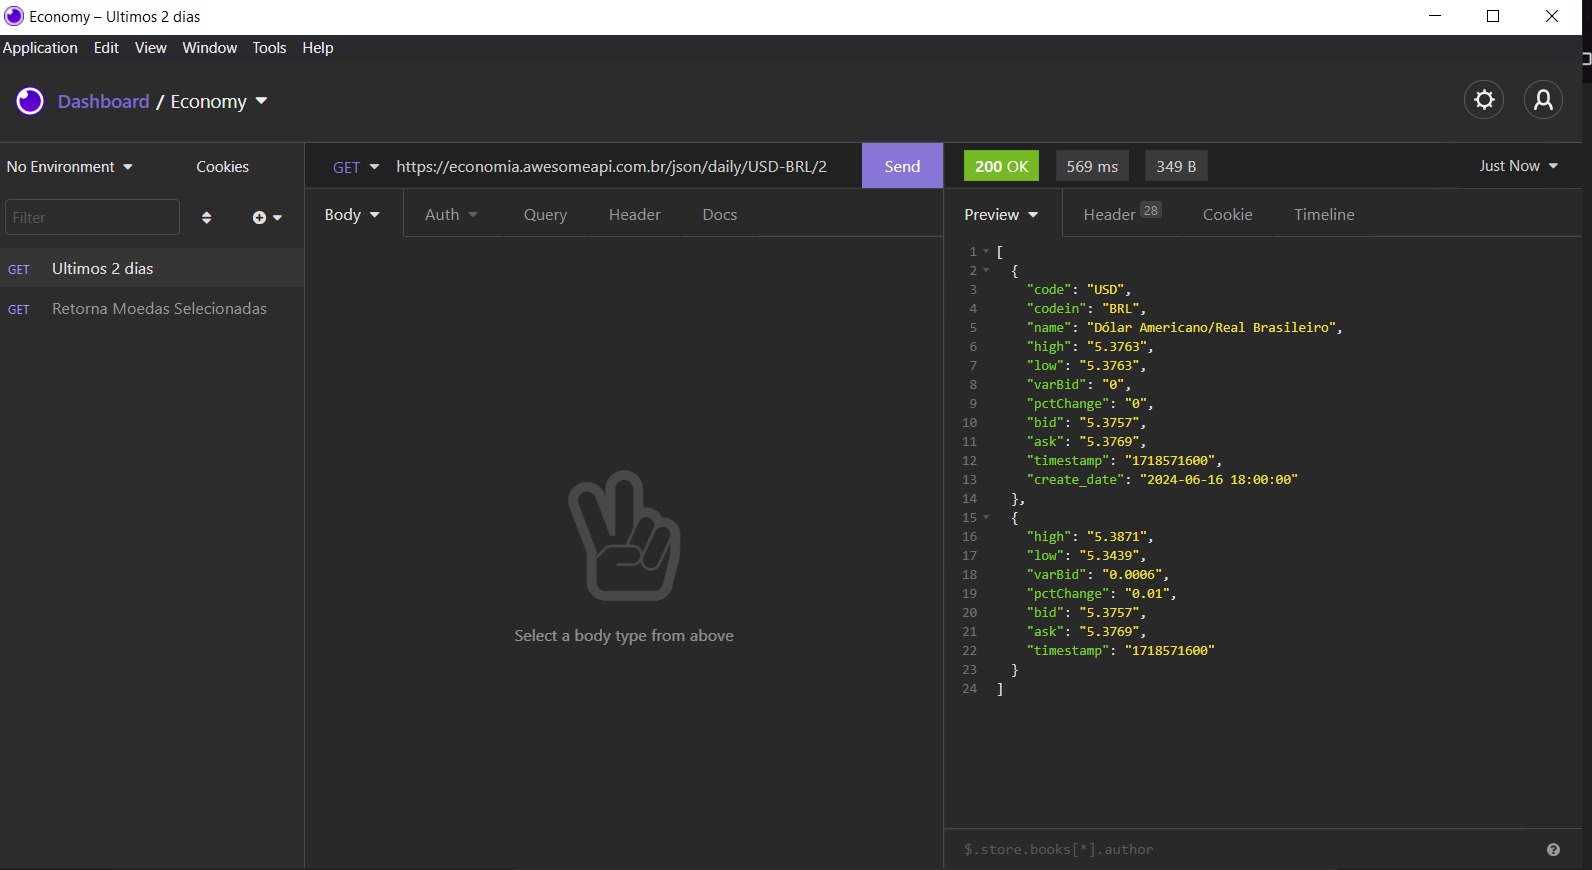 Economy – Ultimos 2 dias
Application Edit View Window Tools Help
Dashboard / Economy
No Environment Cookies
GET https://economia.awesomeapi.com.br/json/daily/USD-BRL/2 Send
200 OK 569 ms 349 B Just Now
Filter
Body Auth Query Header Docs
Preview Header 28 Cookie Timeline
GET Ultimos 2 dias
GET Retorna Moedas Selecionadas
Select a body type from above
1 [
2 {
3 "code": "USD",
4 "codein": "BRL",
5 "name": "Dólar Americano/Real Brasileiro",
6 "high": "5.3763",
7 "low": "5.3763",
8 "varBid": "0",
9 "pctChange": "0",
10 "bid": "5.3757",
11 "ask": "5.3769",
12 "timestamp": "1718571600",
13 "create_date": "2024-06-16 18:00:00"
14 },
15 {
16 "high": "5.3871",
17 "low": "5.3439",
18 "varBid": "0.0006",
19 "pctChange": "0.01",
20 "bid": "5.3757",
21 "ask": "5.3769",
22 "timestamp": "1718571600"
23 }
24 ]
$.store.books[*].author